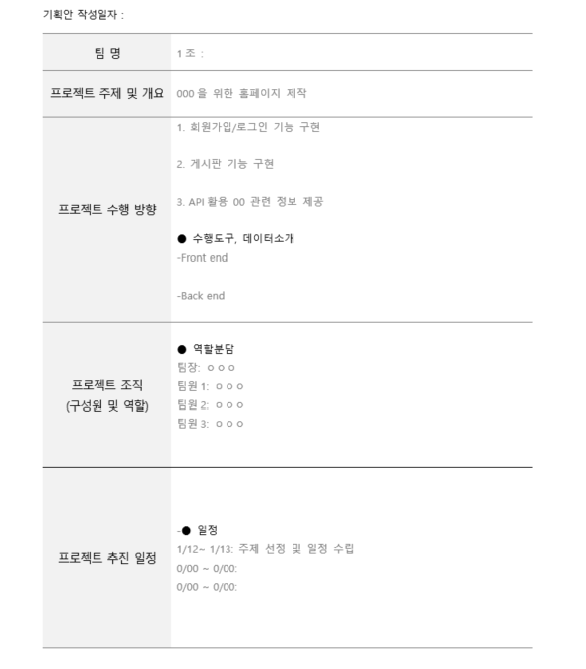 기획안 작성일자 :
팀 명
1 조 :
프로젝트 주제 및 개요
000 을 위한 홈페이지 제작
프로젝트 수행 방향
1. 회원가입/로그인 기능 구현
2. 게시판 기능 구현
3. API 활용 00 관련 정보 제공
● 수행도구, 데이터소개
-Front end
-Back end
프로젝트 조직
(구성원 및 역할)
● 역할분담
팀장: ㅇㅇㅇ
팀원 1: ㅇㅇㅇ
팀원 2: ㅇㅇㅇ
팀원 3: ㅇㅇㅇ
프로젝트 추진 일정
-● 일정
1/12~ 1/13: 주제 선정 및 일정 수립
0/00 ~ 0/00:
0/00 ~ 0/00: